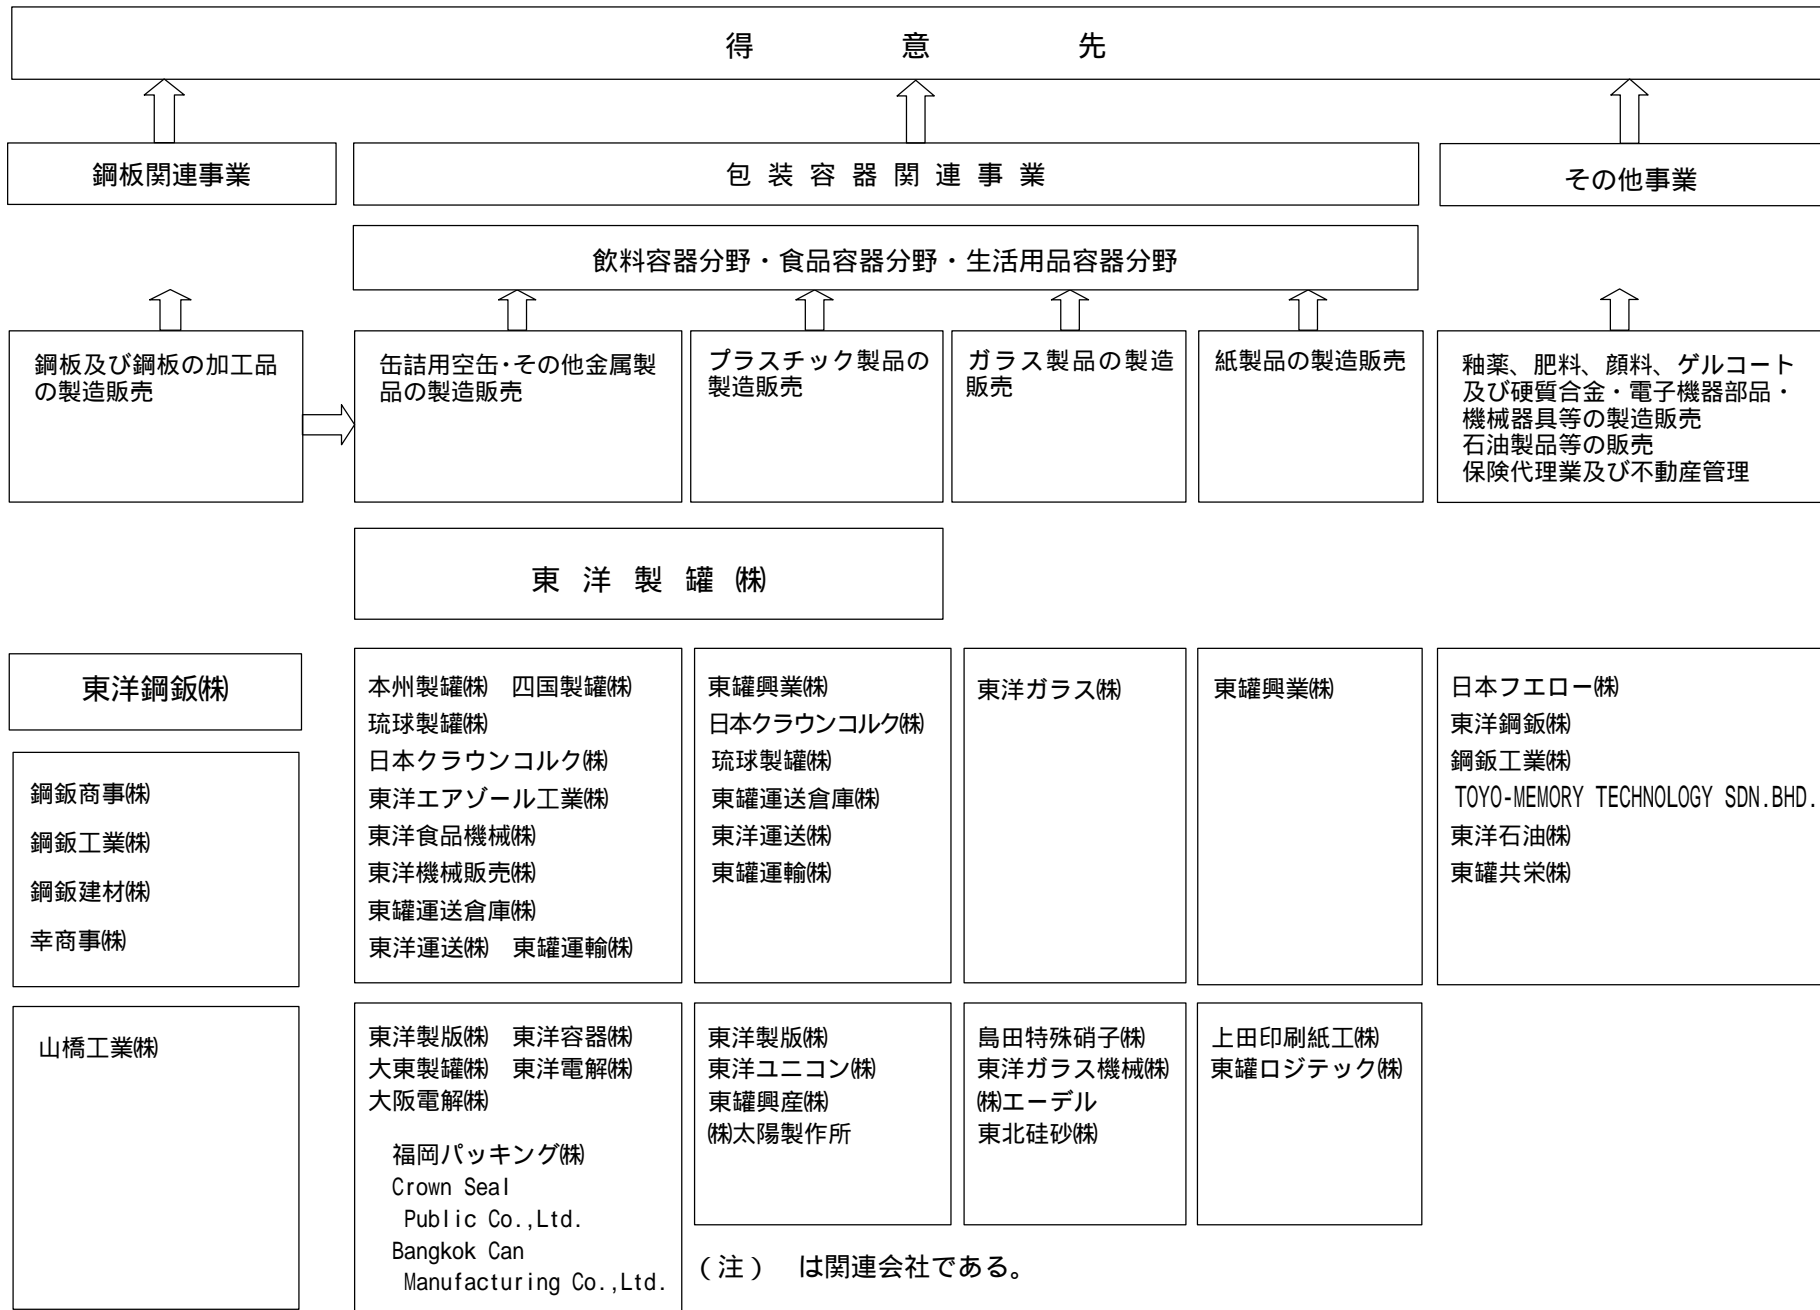 得意先
鋼板関連事業
包装容器関連事業
その他事業
飲料容器分野・食品容器分野・生活用品容器分野
鋼板及び鋼板の加工品
の製造販売
缶詰用空缶・その他金属製
品の製造販売
プラスチック製品の
製造販売
ガラス製品の製造
販売
紙製品の製造販売
釉薬、肥料、顔料、ゲルコート
及び硬質合金・電子機器部品・
機械器具等の製造販売
石油製品等の販売
保険代理業及び不動産管理
東洋製罐㈱
東洋鋼鈑㈱
鋼鈑商事㈱
鋼鈑工業㈱
鋼鈑建材㈱
幸商事㈱
本州製罐㈱ 四国製罐㈱
琉球製罐㈱
日本クラウンコルク㈱
東洋エアゾール工業㈱
東洋食品機械㈱
東洋機械販売㈱
東罐運送倉庫㈱
東洋運送㈱ 東罐運輸㈱
東罐興業㈱
日本クラウンコルク㈱
琉球製罐㈱
東罐運送倉庫㈱
東洋運送㈱
東罐運輸㈱
東洋ガラス㈱
東罐興業㈱
日本フエロー㈱
東洋鋼鈑㈱
鋼鈑工業㈱
TOYO-MEMORY TECHNOLOGY SDN.BHD.
東洋石油㈱
東罐共栄㈱
山橋工業㈱
東洋製版㈱ 東洋容器㈱
大東製罐㈱ 東洋電解㈱
大阪電解㈱
福岡パッキング㈱
Crown Seal
Public Co.,Ltd.
Bangkok Can
Manufacturing Co.,Ltd.
東洋製版㈱
東洋ユニコン㈱
東罐興産㈱
㈱太陽製作所
島田特殊硝子㈱
東洋ガラス機械㈱
㈱エーデル
東北硅砂㈱
上田印刷紙工㈱
東罐ロジテック㈱
(注) は関連会社である。